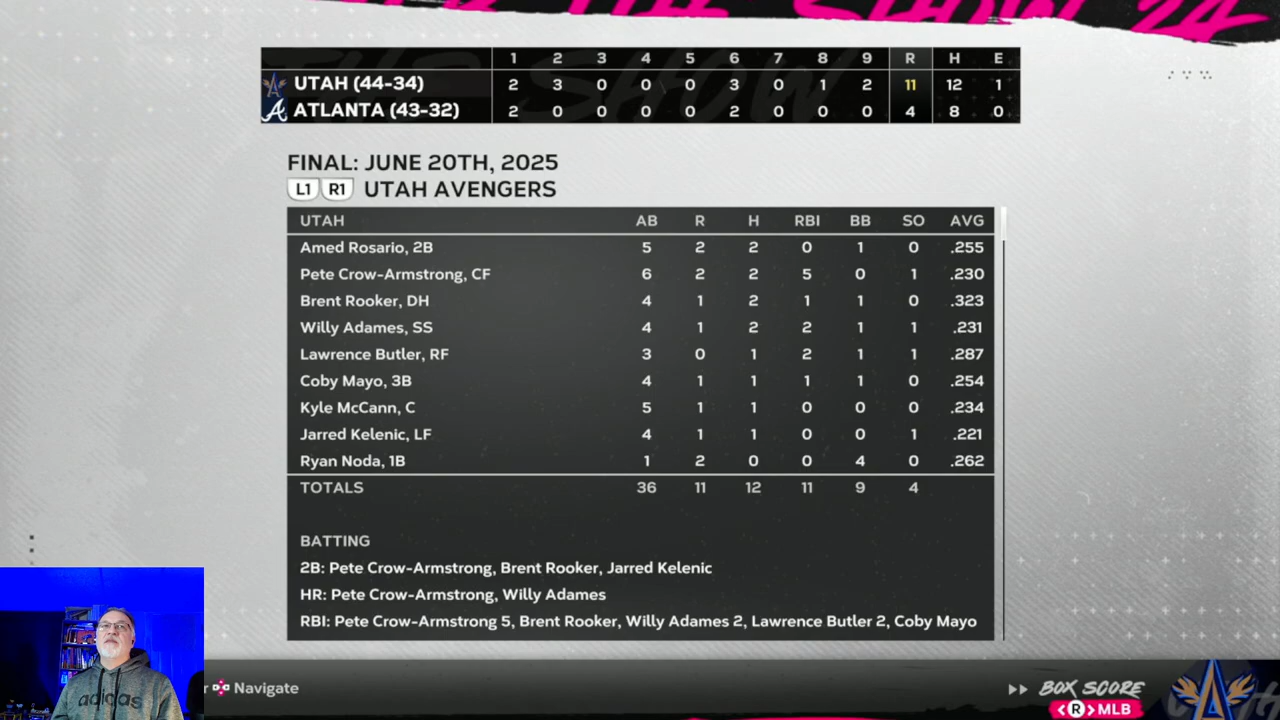 THE SHOW 24
1 2 3 4 5 6 7 8 9 R H E
UTAH (44-34) 2 3 0 0 0 3 0 1 2 11 12 1
ATLANTA (43-32) 2 0 0 0 0 2 0 0 0 4 8 0
FINAL: JUNE 20TH, 2025
L1 R1 UTAH AVENGERS
UTAH AB R H RBI BB SO AVG
Amed Rosario, 2B 5 2 2 0 1 0 .255
Pete Crow-Armstrong, CF 6 2 2 5 0 1 .230
Brent Rooker, DH 4 1 2 1 1 0 .323
Willy Adames, SS 4 1 2 2 1 1 .231
Lawrence Butler, RF 3 0 1 2 1 1 .287
Coby Mayo, 3B 4 1 1 1 1 0 .254
Kyle McCann, C 5 1 1 0 0 0 .234
Jarred Kelenic, LF 4 1 1 0 0 1 .221
Ryan Noda, 1B 1 2 0 0 4 0 .262
TOTALS 36 11 12 11 9 4
BATTING
2B: Pete Crow-Armstrong, Brent Rooker, Jarred Kelenic
HR: Pete Crow-Armstrong, Willy Adames
RBI: Pete Crow-Armstrong 5, Brent Rooker, Willy Adames 2, Lawrence Butler 2, Coby Mayo
adidas
Navigate
BOX SCORE
R MLB